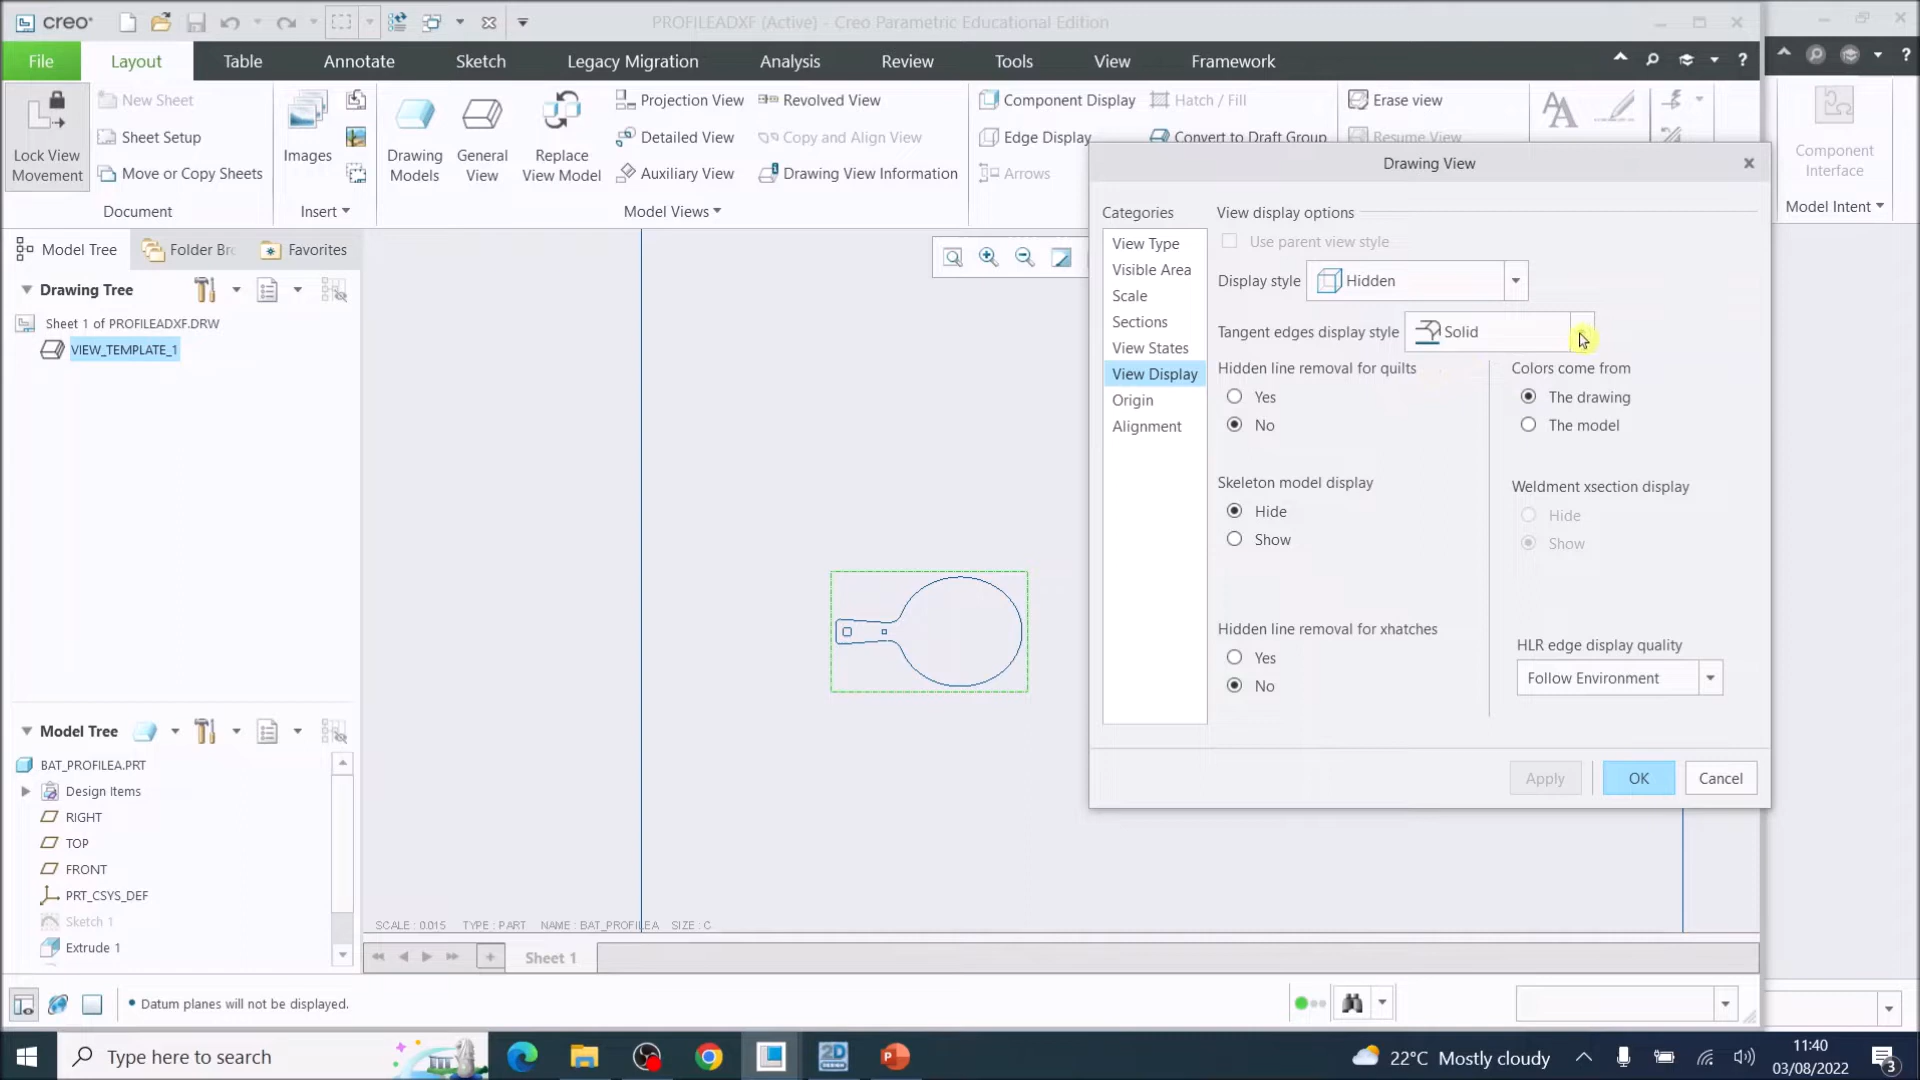 creo
PROFILEADXF (Active) - Creo Parametric Educational Edition
File
Layout
Table
Annotate
Sketch
Legacy Migration
Analysis
Review
Tools
View
Framework
Lock View
Movement
New Sheet
Sheet Setup
Move or Copy Sheets
Document
Images
Insert
Drawing
Models
General
View
Replace
View Model
Projection View
Detailed View
Auxiliary View
Revolved View
Copy and Align View
Drawing View Information
Model Views
Component Display
Edge Display
Arrows
Hatch / Fill
Convert to Draft Group
Erase view
Resume View
Component
Interface
Model Intent
Model Tree
Folder Br
Favorites
Drawing Tree
Sheet 1 of PROFILEADXF.DRW
VIEW_TEMPLATE_1
Model Tree
BAT_PROFILEA.PRT
Design Items
RIGHT
TOP
FRONT
PRT_CSYS_DEF
Sketch 1
Extrude 1
Drawing View
Categories
View Type
Visible Area
Scale
Sections
View States
View Display
Origin
Alignment
View display options
Use parent view style
Display style
Hidden
Tangent edges display style
Solid
Hidden line removal for quilts
Yes
No
Colors come from
The drawing
The model
Skeleton model display
Hide
Show
Weldment xsection display
Hide
Show
Hidden line removal for xhatches
Yes
No
HLR edge display quality
Follow Environment
Apply
OK
Cancel
SCALE : 0.015 TYPE : PART NAME : BAT_PROFILEA SIZE : C
Sheet 1
Datum planes will not be displayed.
Type here to search
22°C Mostly cloudy
11:40
03/08/2022
3